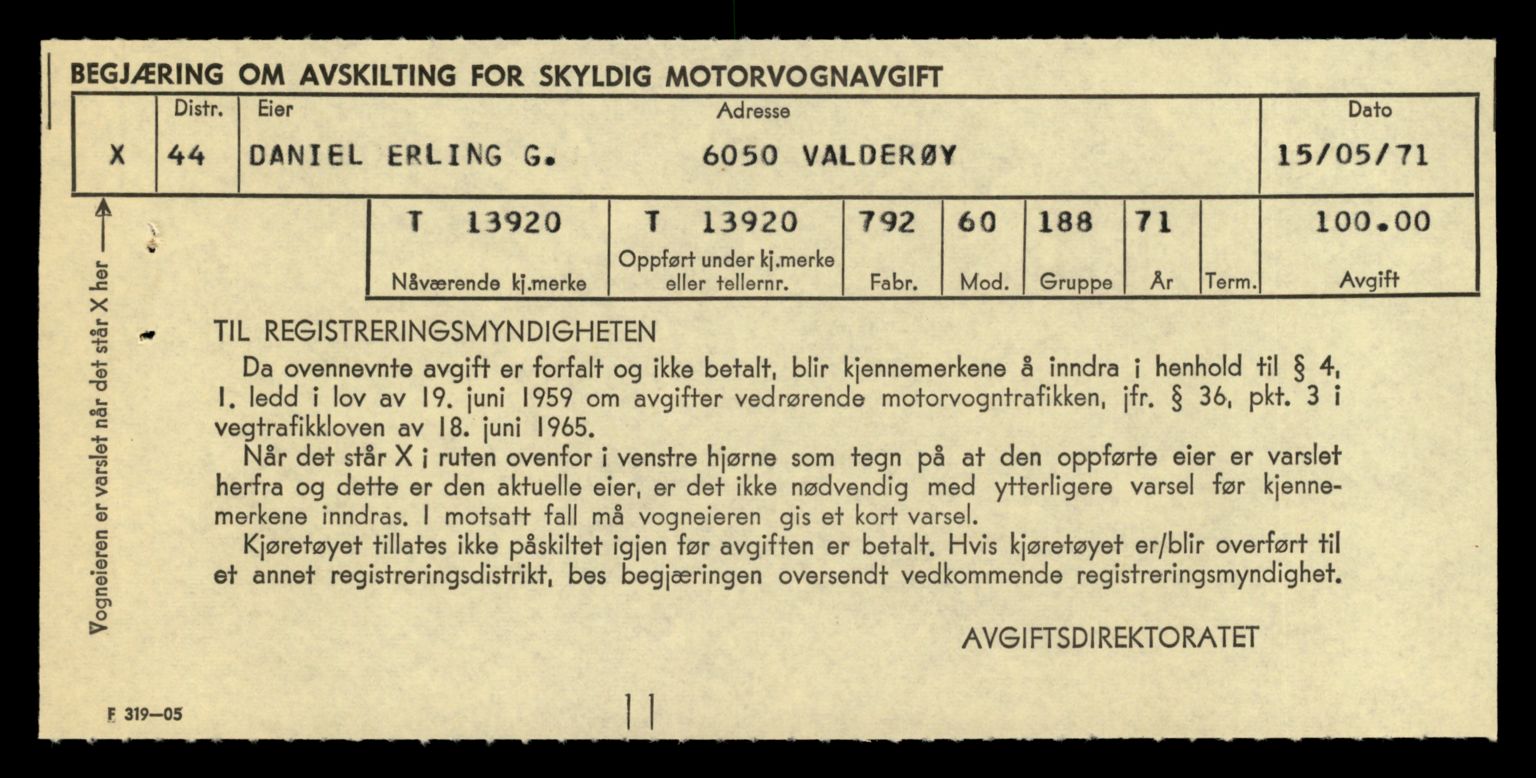 BEGJÆRING OM AVSKILTING FOR SKYLDIG MOTORVOGNAVGIFT
Distr. Eier Adresse Dato
X 44 DANIEL ERLING G. 6050 VALDERØY 15/05/71
T 13920 T 13920 792 60 188 71 100.00
Oppført under kj.merke
Nåværende kj.merke eller tellernr. Fabr. Mod. Gruppe År Term. Avgift
Vogneieren er varslet når det står X her
TIL REGISTRERINGSMYNDIGHETEN
Da ovennevnte avgift er forfalt og ikke betalt, blir kjennemerkene å inndra i henhold til § 4,
1. ledd i lov av 19. juni 1959 om avgifter vedrørende motorvogntrafikken, jfr. § 36, pkt. 3 i
vegtrafikkloven av 18. juni 1965.
Når det står X i ruten ovenfor i venstre hjørne som tegn på at den oppførte eier er varslet
herfra og dette er den aktuelle eier, er det ikke nødvendig med ytterligere varsel før kjenne-
merkene inndras. I motsatt fall må vogneieren gis et kort varsel.
Kjøretøyet tillates ikke påskiltet igjen før avgiften er betalt. Hvis kjøretøyet er/blir overført til
et annet registreringsdistrikt, bes begjæringen oversendt vedkommende registreringsmyndighet.
AVGIFTSDIREKTORATET
F 319—05